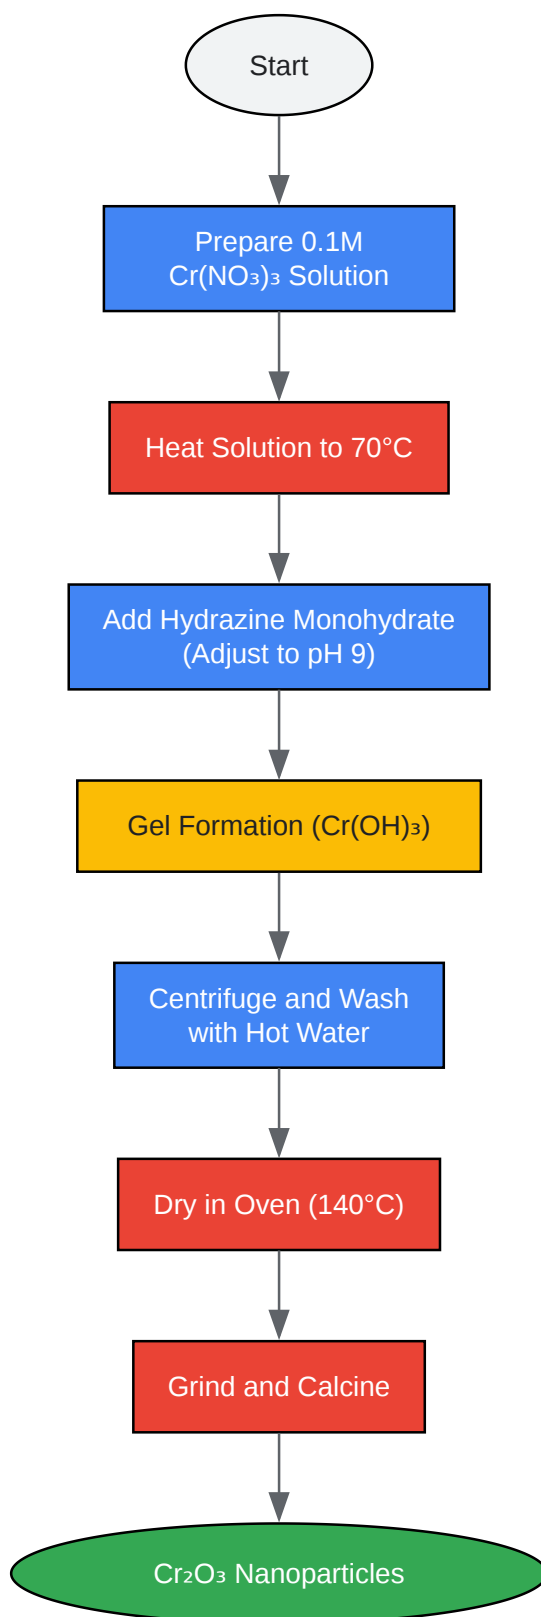 Start
Prepare 0.1M
Cr(NO₃)₃ Solution
Heat Solution to 70°C
Add Hydrazine Monohydrate
(Adjust to pH 9)
Gel Formation (Cr(OH)₃)
Centrifuge and Wash
with Hot Water
Dry in Oven (140°C)
Grind and Calcine
Cr₂O₃ Nanoparticles